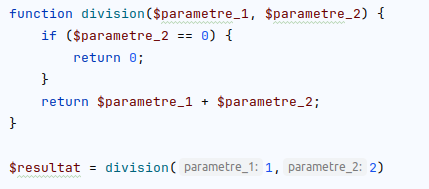 function division($parametre_1, $parametre_2) {
    if ($parametre_2 == 0) {
        return 0;
    }
    return $parametre_1 + $parametre_2;
}
$resultat = division( parametre_1: 1, parametre_2: 2)